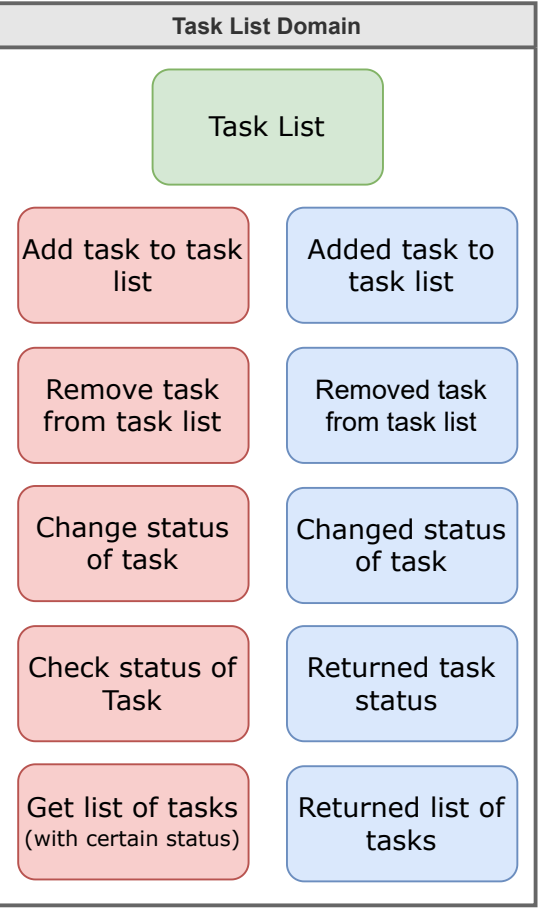 Task List Domain
Task List
Add task to task
list
Added task to
task list
Remove task
from task list
Removed task
from task list
Change status
of task
Changed status
of task
Check status of
Task
Returned task
status
Get list of tasks
(with certain status)
Returned list of
tasks